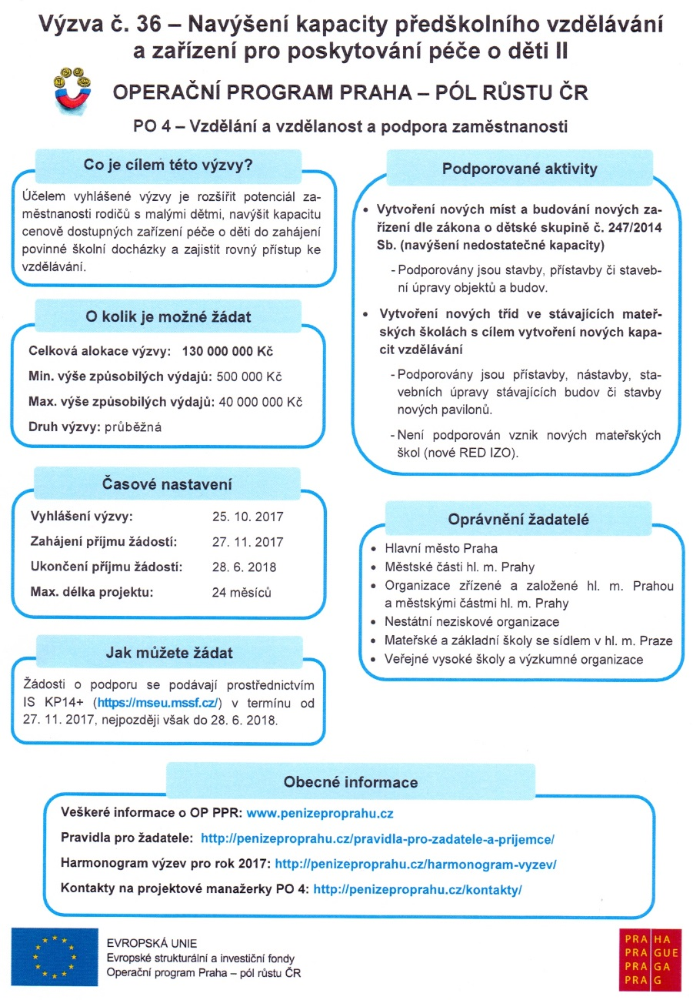 Výzva č. 36 – Navýšení kapacity předškolního vzdělávání
a zařízení pro poskytování péče o děti II
OPERAČNÍ PROGRAM PRAHA – PÓL RŮSTU ČR
PO 4 – Vzdělání a vzdělanost a podpora zaměstnanosti
Co je cílem této výzvy?
Účelem vyhlášené výzvy je rozšířit potenciál za-
městnanosti rodičů s malými dětmi, navýšit kapacitu
cenově dostupných zařízení péče o děti do zahájení
povinné školní docházky a zajistit rovný přístup ke
vzdělávání.
O kolik je možné žádat
Celková alokace výzvy: 130 000 000 Kč
Min. výše způsobilých výdajů: 500 000 Kč
Max. výše způsobilých výdajů: 40 000 000 Kč
Druh výzvy: průběžná
Časové nastavení
Vyhlášení výzvy: 25. 10. 2017
Zahájení příjmu žádostí: 27. 11. 2017
Ukončení příjmu žádostí: 28. 6. 2018
Max. délka projektu: 24 měsíců
Jak můžete žádat
Žádosti o podporu se podávají prostřednictvím
IS KP14+ (https://mseu.mssf.cz/) v termínu od
27. 11. 2017, nejpozději však do 28. 6. 2018.
Podporované aktivity
• Vytvoření nových míst a budování nových za-
řízení dle zákona o dětské skupině č. 247/2014
Sb. (navýšení nedostatečné kapacity)
- Podporovány jsou stavby, přístavby či staveb-
ní úpravy objektů a budov.
• Vytvoření nových tříd ve stávajících mateř-
ských školách s cílem vytvoření nových kapa-
cit vzdělávání
- Podporovány jsou přístavby, nástavby, sta-
vebních úpravy stávajících budov či stavby
nových pavilonů.
- Není podporován vznik nových mateřských
škol (nové RED IZO).
Oprávnění žadatelé
• Hlavní město Praha
• Městské části hl. m. Prahy
• Organizace zřízené a založené hl. m. Prahou
a městskými částmi hl. m. Prahy
• Nestátní neziskové organizace
• Mateřské a základní školy se sídlem v hl. m. Praze
• Veřejné vysoké školy a výzkumné organizace
Obecné informace
Veškeré informace o OP PPR: www.penizeproprahu.cz
Pravidla pro žadatele: http://penizeproprahu.cz/pravidla-pro-zadatele-a-prijemce/
Harmonogram výzev pro rok 2017: http://penizeproprahu.cz/harmonogram-vyzev/
Kontakty na projektové manažerky PO 4: http://penizeproprahu.cz/kontakty/
EVROPSKÁ UNIE
Evropské strukturální a investiční fondy
Operační program Praha – pól růstu ČR
PRA HA
PRA GUE
PRA GA
PRA G